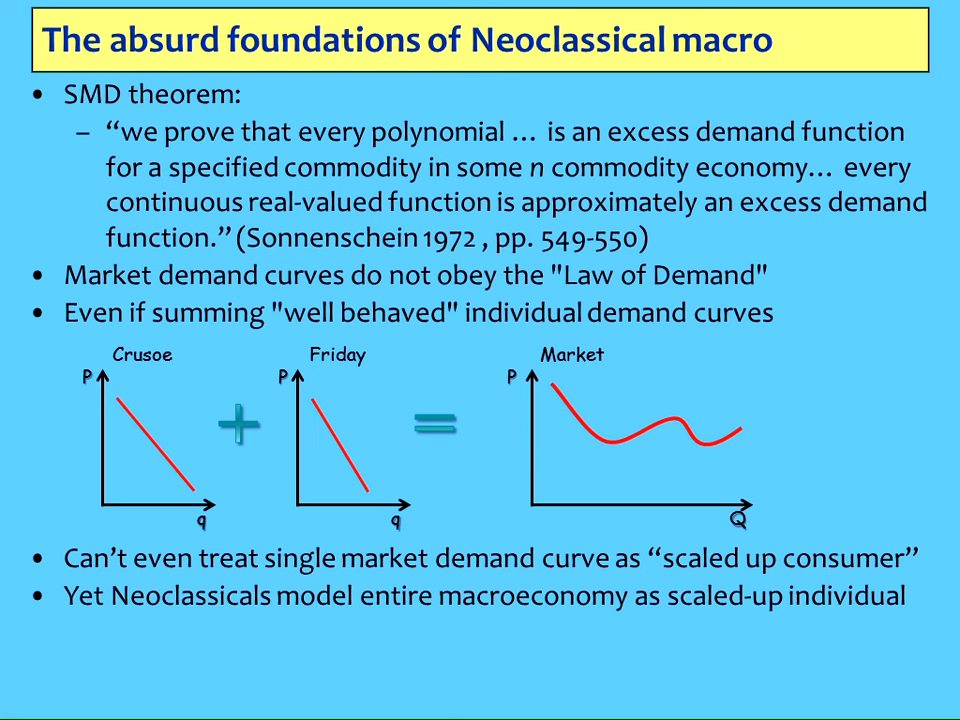 The absurd foundations of Neoclassical macro
• SMD theorem:
– “we prove that every polynomial … is an excess demand function
for a specified commodity in some n commodity economy… every
continuous real-valued function is approximately an excess demand
function.” (Sonnenschein 1972 , pp. 549-550)
• Market demand curves do not obey the "Law of Demand"
• Even if summing "well behaved" individual demand curves
Crusoe Friday Market
P P P
+ =
q q Q
• Can’t even treat single market demand curve as “scaled up consumer”
• Yet Neoclassicals model entire macroeconomy as scaled-up individual